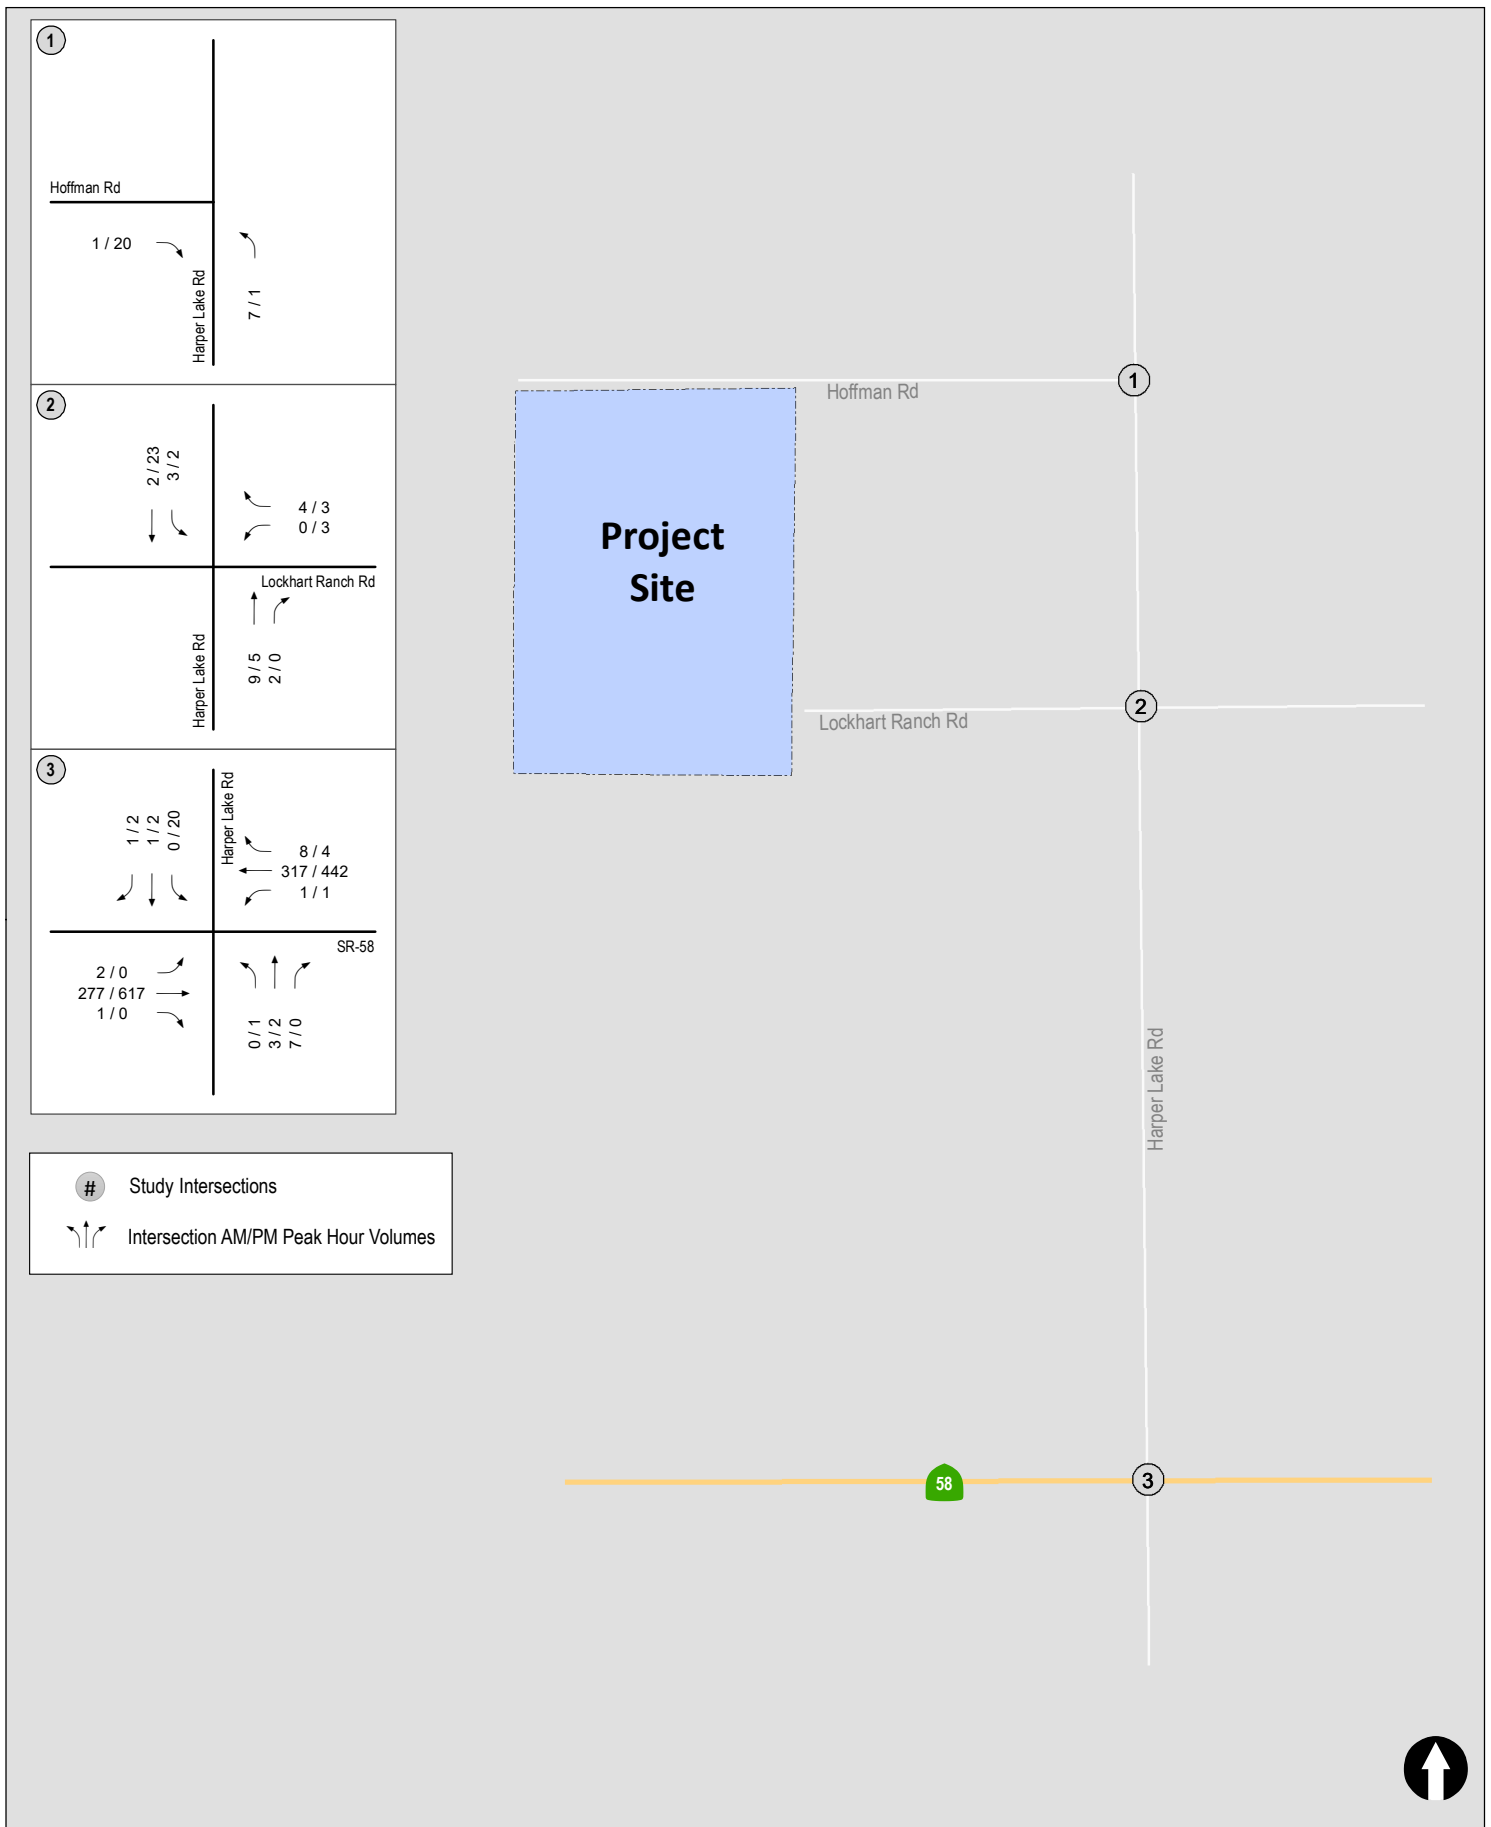 1
Hoffman Rd
1 / 20
Harper Lake Rd
7 / 1
2
2 / 23
3 / 2
4 / 3
0 / 3
Lockhart Ranch Rd
Harper Lake Rd
9 / 5
2 / 0
3
1 / 2
1 / 2
0 / 20
Harper Lake Rd
8 / 4
317 / 442
1 / 1
SR-58
2 / 0
277 / 617
1 / 0
0 / 1
3 / 2
7 / 0
# Study Intersections
Intersection AM/PM Peak Hour Volumes
1
Hoffman Rd
Project
Site
2
Lockhart Ranch Rd
Harper Lake Rd
58
3